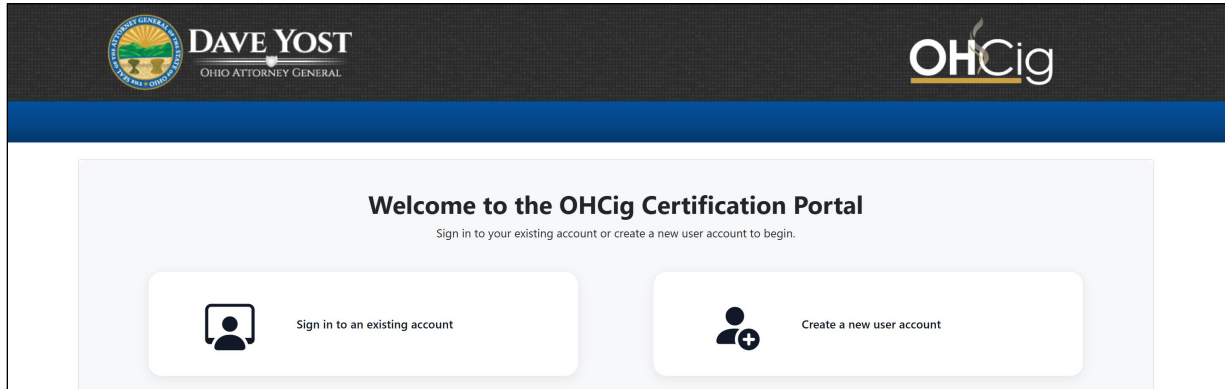 DAVE YOST
OHIO ATTORNEY GENERAL
OHCig
Welcome to the OHCig Certification Portal
Sign in to your existing account or create a new user account to begin.
Sign in to an existing account
Create a new user account